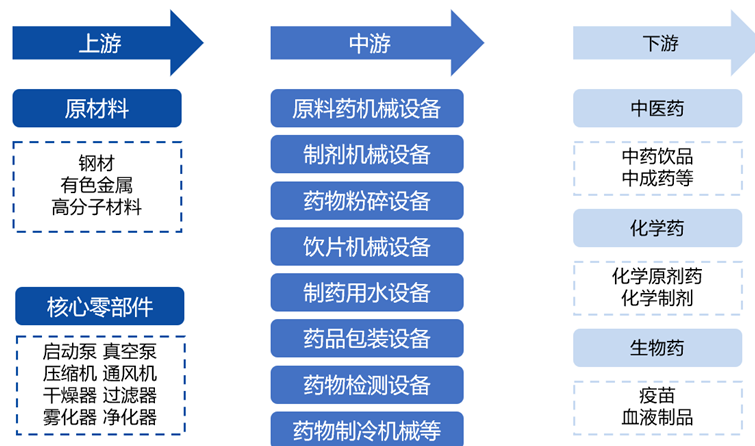 上游
原材料
钢材
有色金属
高分子材料
核心零部件
启动泵 真空泵
压缩机 通风机
干燥器 过滤器
雾化器 净化器
中游
原料药机械设备
制剂机械设备
药物粉碎设备
饮片机械设备
制药用水设备
药品包装设备
药物检测设备
药物制冷机械等
下游
中医药
中药饮品
中成药等
化学药
化学原剂药
化学制剂
生物药
疫苗
血液制品